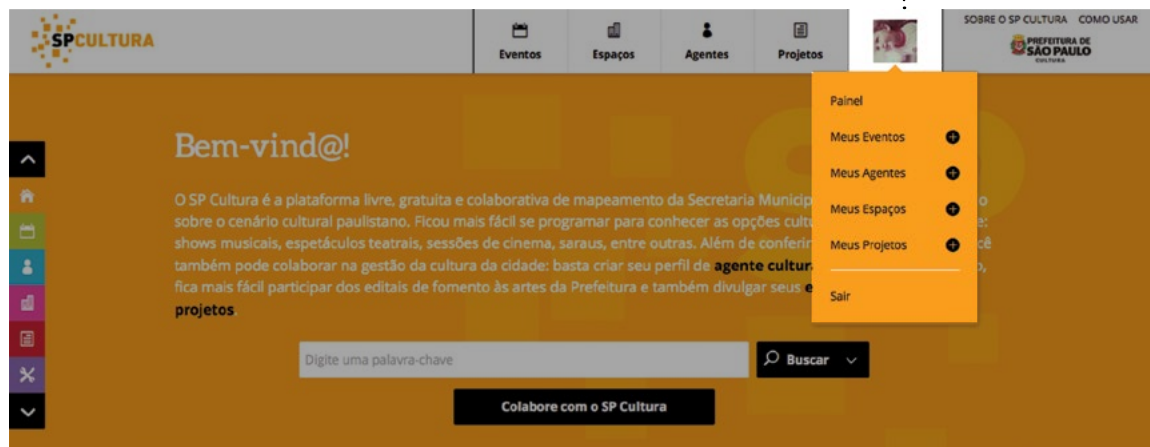 SPCULTURA
Eventos
Espaços
Agentes
Projetos
SOBRE O SP CULTURA COMO USAR
PREFEITURA DE
SÃO PAULO
CULTURA
Painel
Meus Eventos
Meus Agentes
Meus Espaços
Meus Projetos
Sair
Bem-vind@!
O SP Cultura é a plataforma livre, gratuita e colaborativa de mapeamento da Secretaria Municip o
sobre o cenário cultural paulistano. Ficou mais fácil se programar para conhecer as opções cultu e:
shows musicais, espetáculos teatrais, sessões de cinema, saraus, entre outras. Além de conferir cê
também pode colaborar na gestão da cultura da cidade: basta criar seu perfil de agente cultur ,
fica mais fácil participar dos editais de fomento às artes da Prefeitura e também divulgar seus e
projetos.
Digite uma palavra-chave
Buscar
Colabore com o SP Cultura